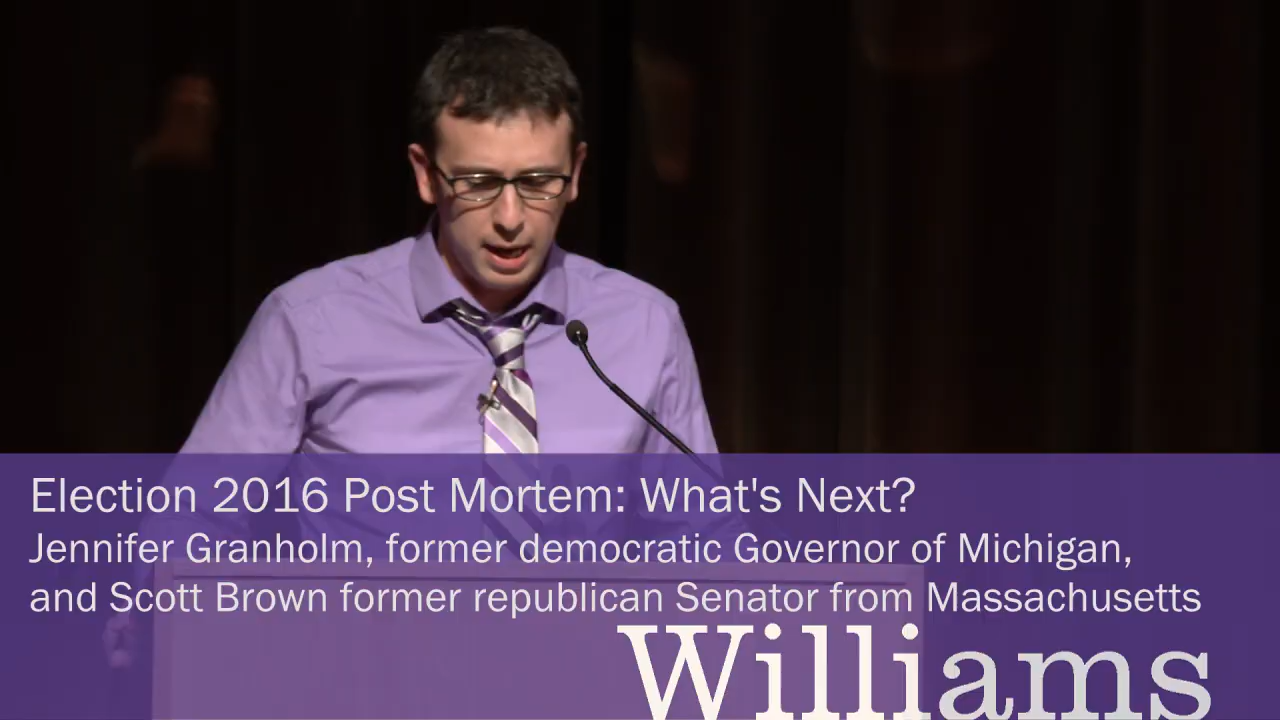 Election 2016 Post Mortem: What's Next?
Jennifer Granholm, former democratic Governor of Michigan,
and Scott Brown former republican Senator from Massachusetts
Williams